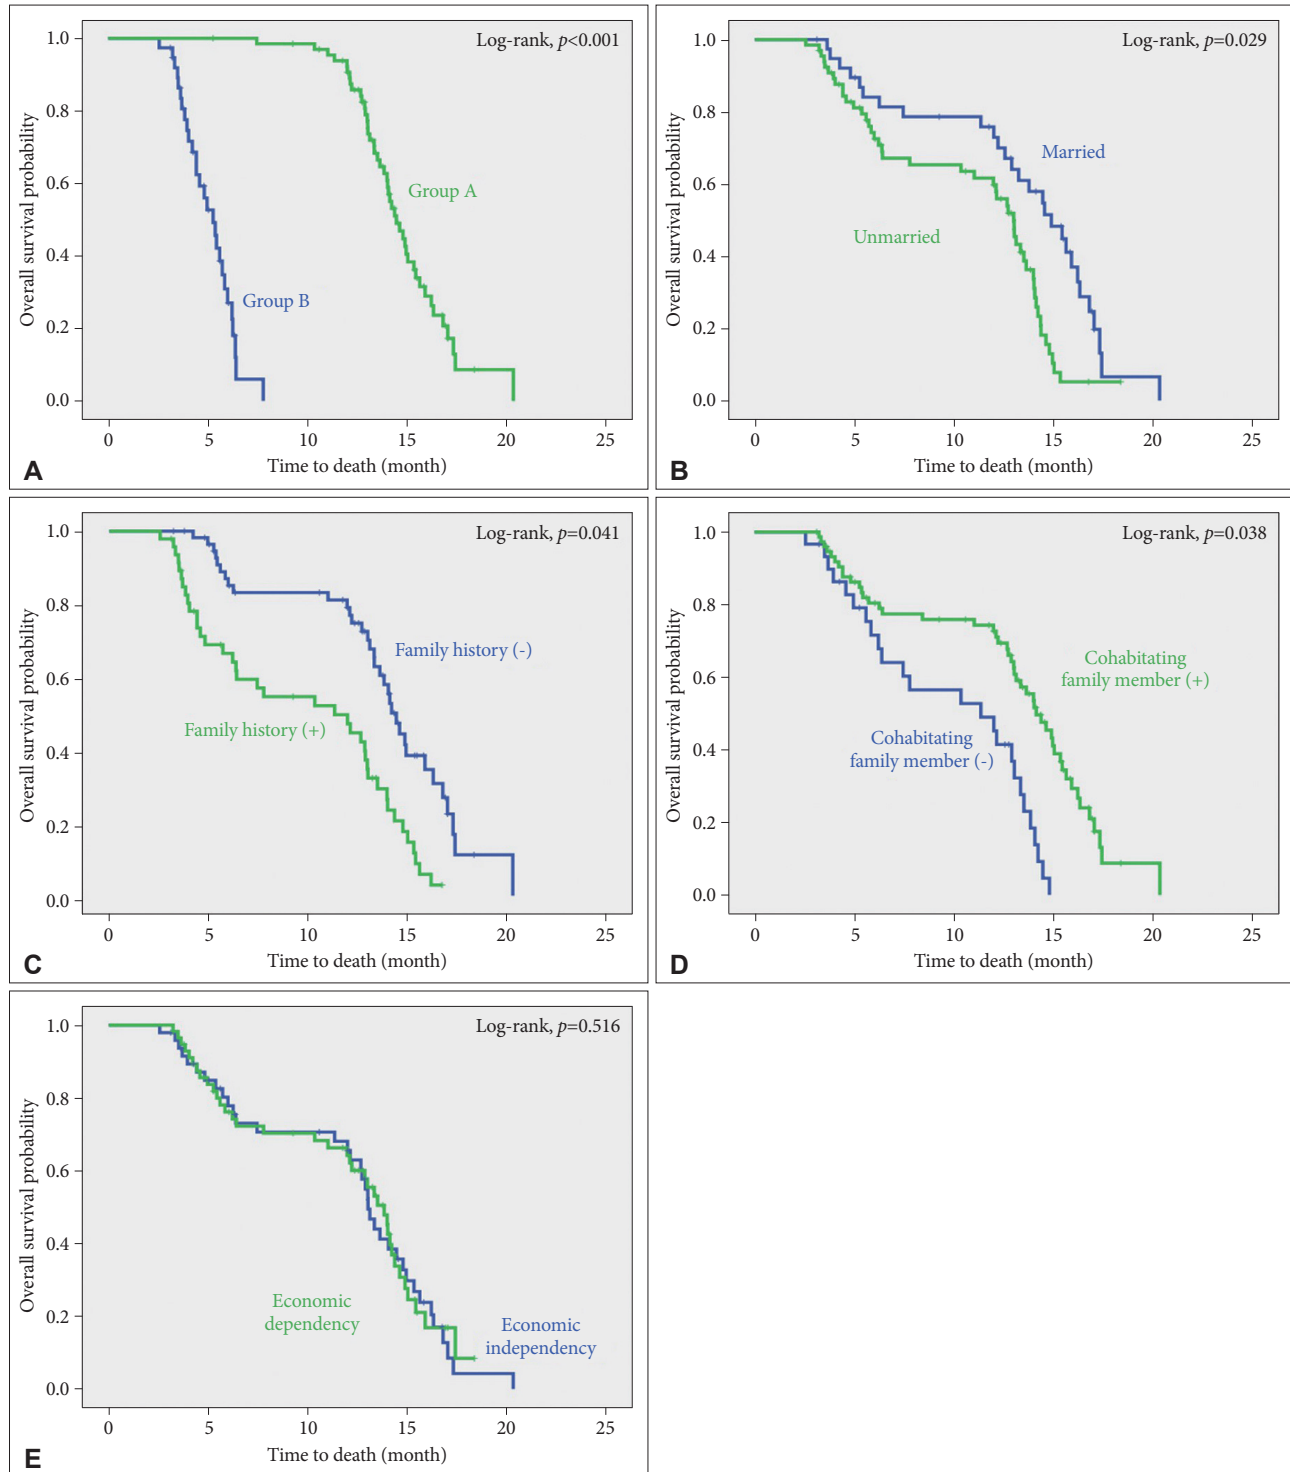 Log-rank, p<0.001
Overall survival probability
1.0
0.8
0.6
0.4
0.2
0.0
Group A
Group B
0 5 10 15 20 25
Time to death (month)
A
Log-rank, p=0.029
Overall survival probability
1.0
0.8
0.6
0.4
0.2
0.0
Married
Unmarried
0 5 10 15 20 25
Time to death (month)
B
Log-rank, p=0.041
Overall survival probability
1.0
0.8
0.6
0.4
0.2
0.0
Family history (-)
Family history (+)
0 5 10 15 20 25
Time to death (month)
C
Log-rank, p=0.038
Overall survival probability
1.0
0.8
0.6
0.4
0.2
0.0
Cohabitating
family member (+)
Cohabitating
family member (-)
0 5 10 15 20 25
Time to death (month)
D
Log-rank, p=0.516
Overall survival probability
1.0
0.8
0.6
0.4
0.2
0.0
Economic
dependency
Economic
independency
0 5 10 15 20 25
Time to death (month)
E